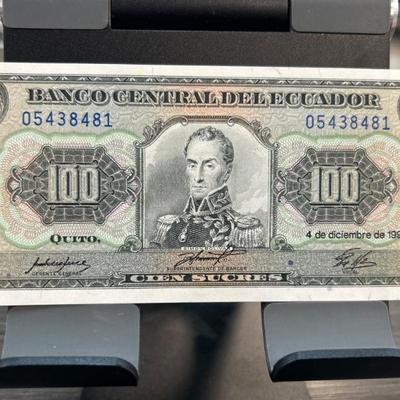 BANCO CENTRAL DEL ECUADOR
05438481 05438481
100 100
QUITO. 4 de diciembre de 199
GERENTE GENERAL SUPERINTENDENTE DE BANCOS
CIEN SUCRES